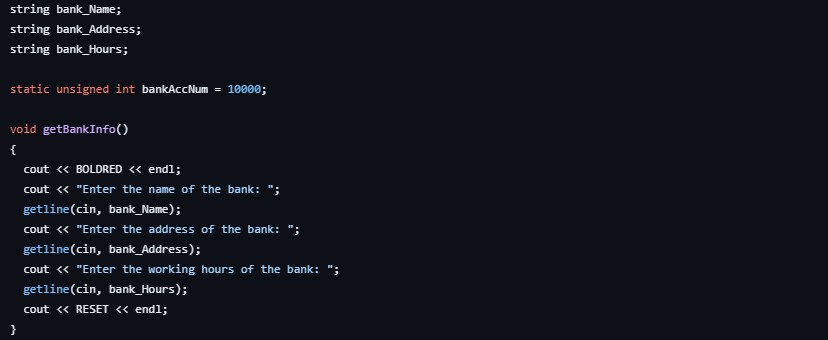 string bank_Name;
string bank_Address;
string bank_Hours;
static unsigned int bankAccNum = 10000;
void getBankInfo()
{
cout << BOLDRED << endl;
cout << "Enter the name of the bank: ";
getline(cin, bank_Name);
cout << "Enter the address of the bank: ";
getline(cin, bank_Address);
cout << "Enter the working hours of the bank: ";
getline(cin, bank_Hours);
cout << RESET << endl;
}